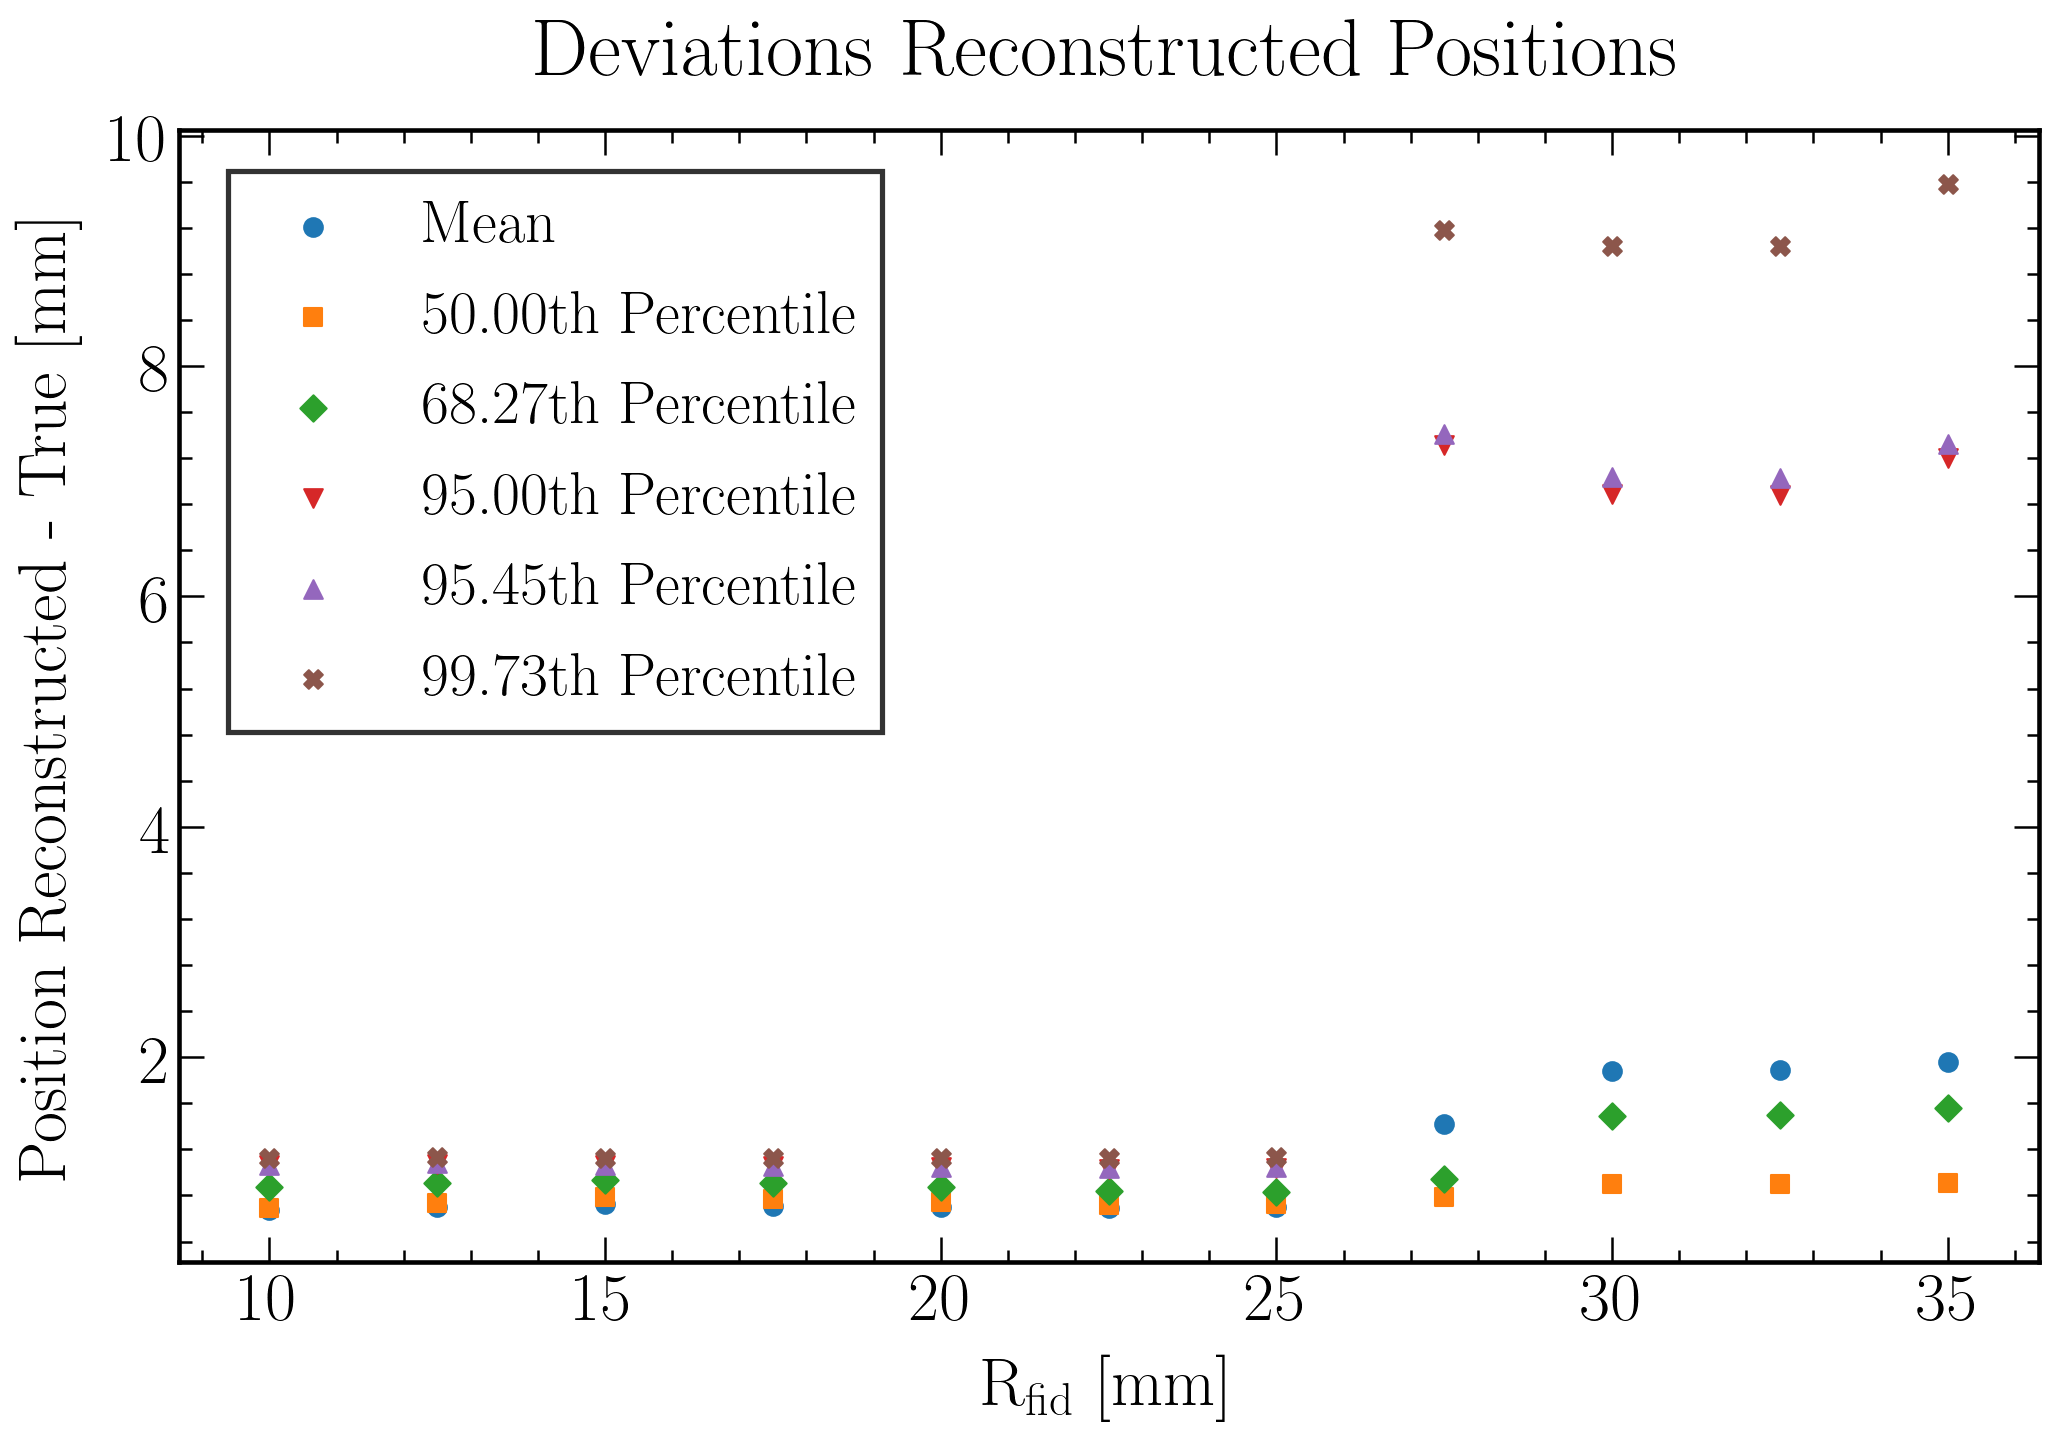 Deviations Reconstructed Positions
Position Reconstructed - True [mm]
10
8
6
4
2
Mean
50.00th Percentile
68.27th Percentile
95.00th Percentile
95.45th Percentile
99.73th Percentile
10 15 20 25 30 35
R_fid [mm]